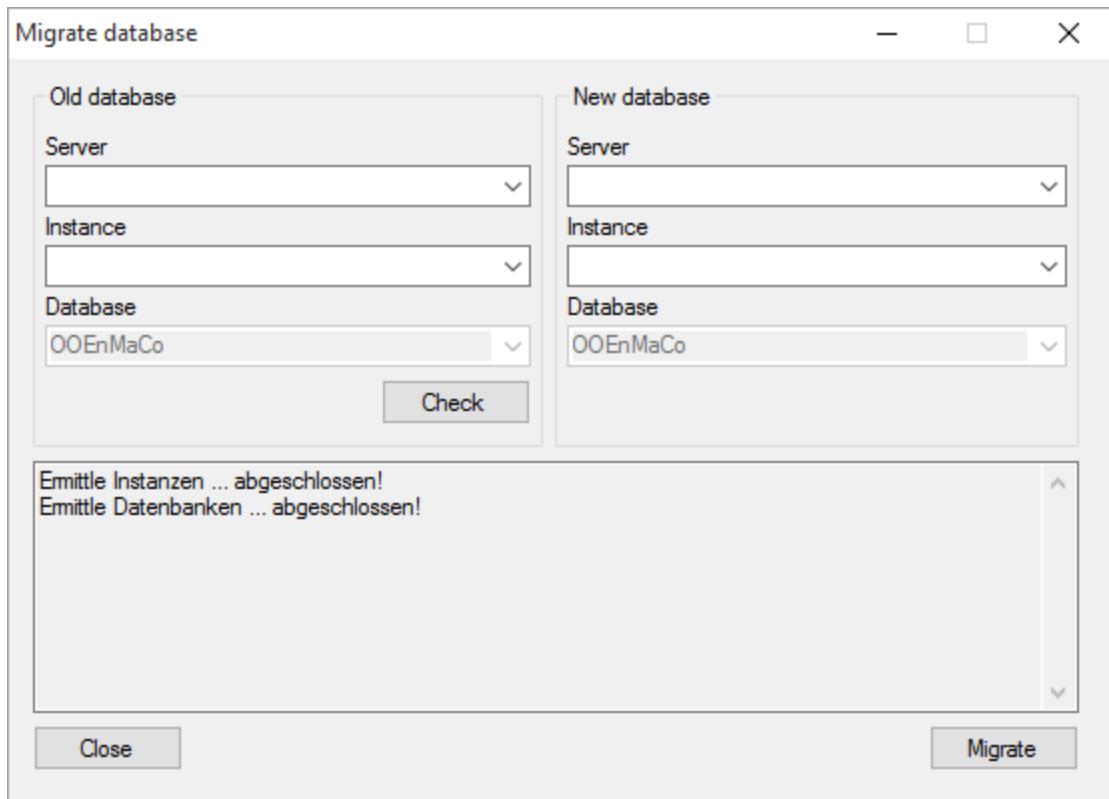 Migrate database
Old database
Server
Instance
Database
OOEnMaCo
Check
New database
Server
Instance
Database
OOEnMaCo
Ermittle Instanzen ... abgeschlossen!
Ermittle Datenbanken ... abgeschlossen!
Close
Migrate